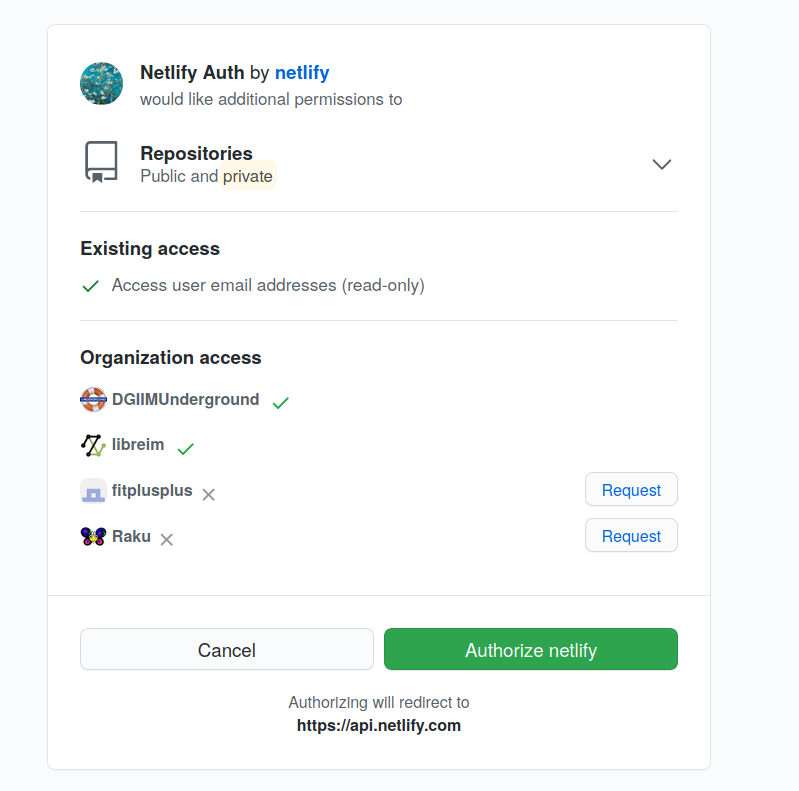 Netlify Auth by netlify
would like additional permissions to
Repositories
Public and private
Existing access
Access user email addresses (read-only)
Organization access
DGIIMUnderground
libreim
fitplusplus
Request
Raku
Request
Cancel
Authorize netlify
Authorizing will redirect to
https://api.netlify.com